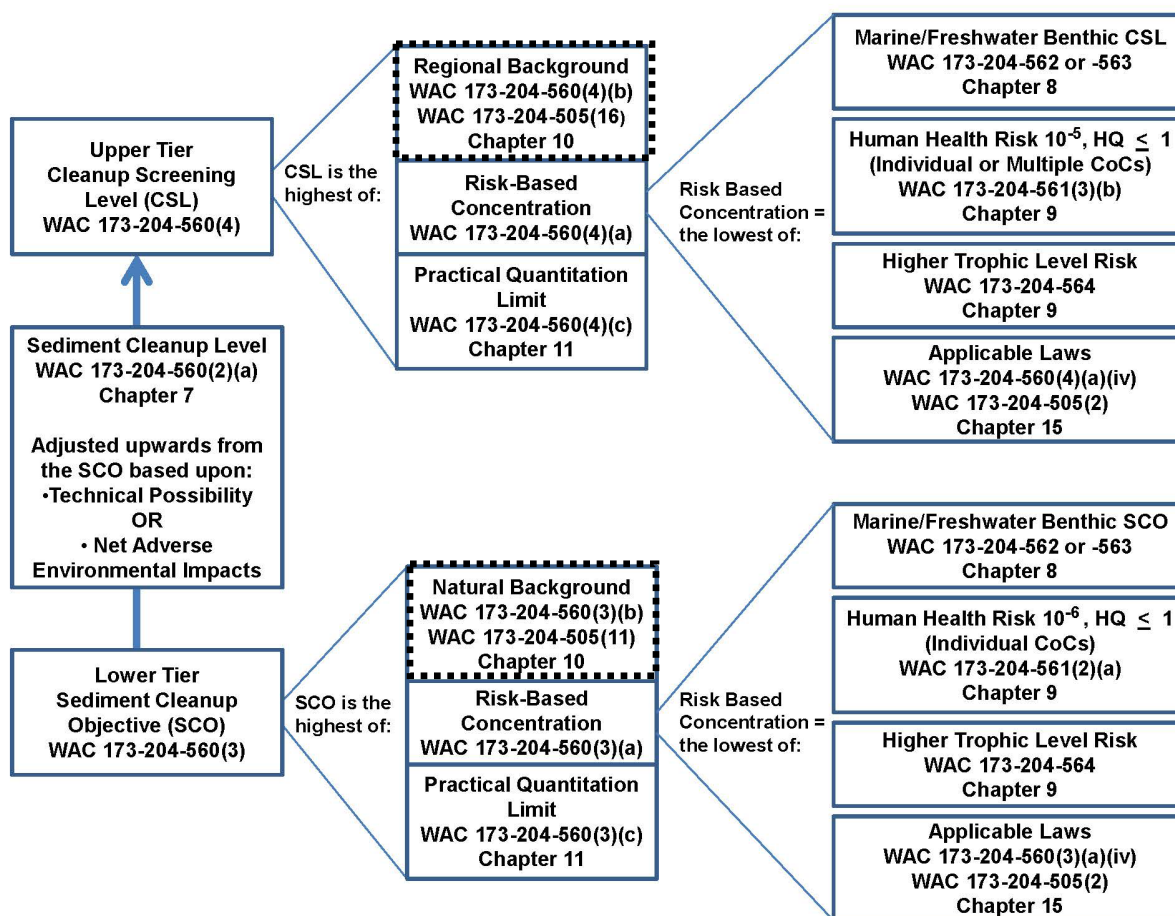 Upper Tier
Cleanup Screening
Level (CSL)
WAC 173-204-560(4)
CSL is the
highest of:
Regional Background
WAC 173-204-560(4)(b)
WAC 173-204-505(16)
Chapter 10
Risk-Based
Concentration
WAC 173-204-560(4)(a)
Practical Quantitation
Limit
WAC 173-204-560(4)(c)
Chapter 11
Risk Based
Concentration =
the lowest of:
Marine/Freshwater Benthic CSL
WAC 173-204-562 or -563
Chapter 8
Human Health Risk 10-5, HQ ≤ 1
(Individual or Multiple CoCs)
WAC 173-204-561(3)(b)
Chapter 9
Higher Trophic Level Risk
WAC 173-204-564
Chapter 9
Applicable Laws
WAC 173-204-560(4)(a)(iv)
WAC 173-204-505(2)
Chapter 15
Sediment Cleanup Level
WAC 173-204-560(2)(a)
Chapter 7
Adjusted upwards from
the SCO based upon:
•Technical Possibility
OR
• Net Adverse
Environmental Impacts
Lower Tier
Sediment Cleanup
Objective (SCO)
WAC 173-204-560(3)
SCO is the
highest of:
Natural Background
WAC 173-204-560(3)(b)
WAC 173-204-505(11)
Chapter 10
Risk-Based
Concentration
WAC 173-204-560(3)(a)
Practical Quantitation
Limit
WAC 173-204-560(3)(c)
Chapter 11
Risk Based
Concentration =
the lowest of:
Marine/Freshwater Benthic SCO
WAC 173-204-562 or -563
Chapter 8
Human Health Risk 10-6, HQ ≤ 1
(Individual CoCs)
WAC 173-204-561(2)(a)
Chapter 9
Higher Trophic Level Risk
WAC 173-204-564
Chapter 9
Applicable Laws
WAC 173-204-560(3)(a)(iv)
WAC 173-204-505(2)
Chapter 15